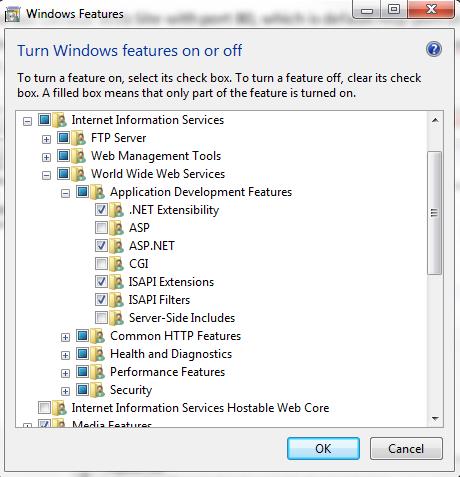 Windows Features
Turn Windows features on or off
To turn a feature on, select its check box. To turn a feature off, clear its check
box. A filled box means that only part of the feature is turned on.
Internet Information Services
FTP Server
Web Management Tools
World Wide Web Services
Application Development Features
.NET Extensibility
ASP
ASP.NET
CGI
ISAPI Extensions
ISAPI Filters
Server-Side Includes
Common HTTP Features
Health and Diagnostics
Performance Features
Security
Internet Information Services Hostable Web Core
Media Features
OK Cancel